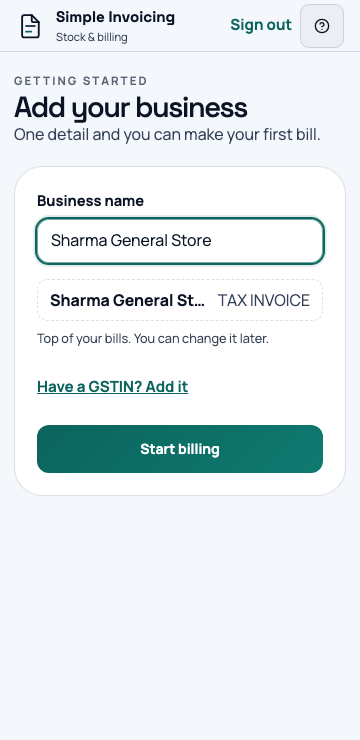 Simple Invoicing
Stock & billing
Sign out
GETTING STARTED
Add your business
One detail and you can make your first bill.
Business name
Sharma General Store
Sharma General St... TAX INVOICE
Top of your bills. You can change it later.
Have a GSTIN? Add it
Start billing